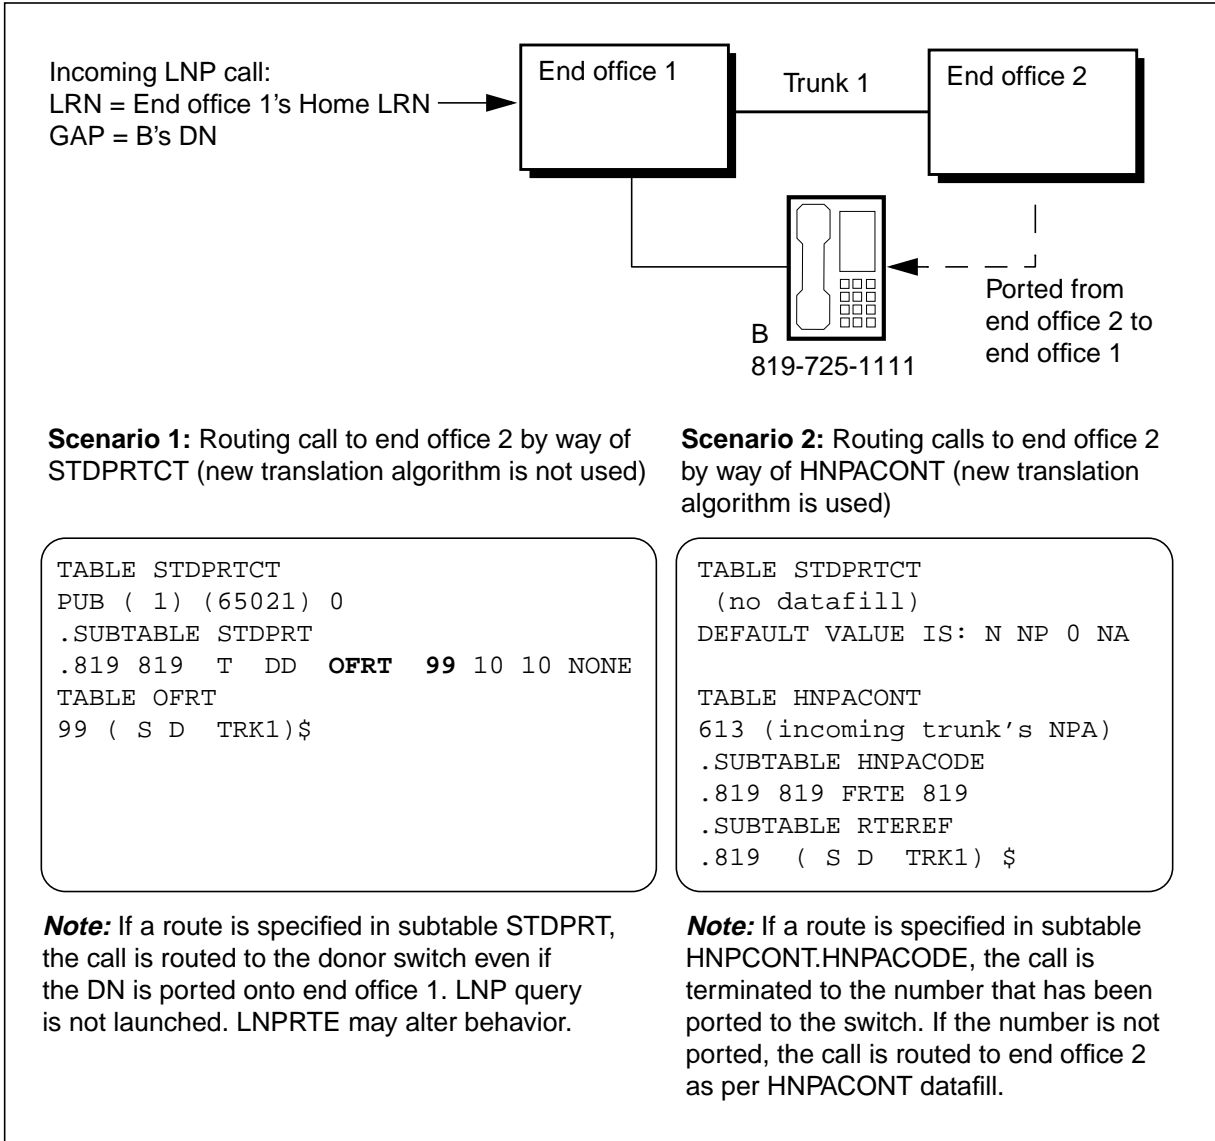 Incoming LNP call:
LRN = End office 1’s Home LRN
GAP = B’s DN
End office 1
Trunk 1
End office 2
B
819-725-1111
Ported from
end office 2 to
end office 1
Scenario 1: Routing call to end office 2 by way of
STDPRTCT (new translation algorithm is not used)
TABLE STDPRTCT
PUB ( 1) (65021) 0
.SUBTABLE STDPRT
.819 819  T  DD  OFRT  99 10 10 NONE
TABLE OFRT
99 ( S D  TRK1)$
Note: If a route is specified in subtable STDPRT,
the call is routed to the donor switch even if
the DN is ported onto end office 1. LNP query
is not launched. LNPRTE may alter behavior.
Scenario 2: Routing calls to end office 2
by way of HNPACONT (new translation
algorithm is used)
TABLE STDPRTCT
(no datafill)
DEFAULT VALUE IS: N NP 0 NA
TABLE HNPACONT
613 (incoming trunk’s NPA)
.SUBTABLE HNPACODE
.819 819 FRTE 819
.SUBTABLE RTEREF
.819  ( S D  TRK1) $
Note: If a route is specified in subtable
HNPCONT.HNPACODE, the call is
terminated to the number that has been
ported to the switch. If the number is not
ported, the call is routed to end office 2
as per HNPACONT datafill.